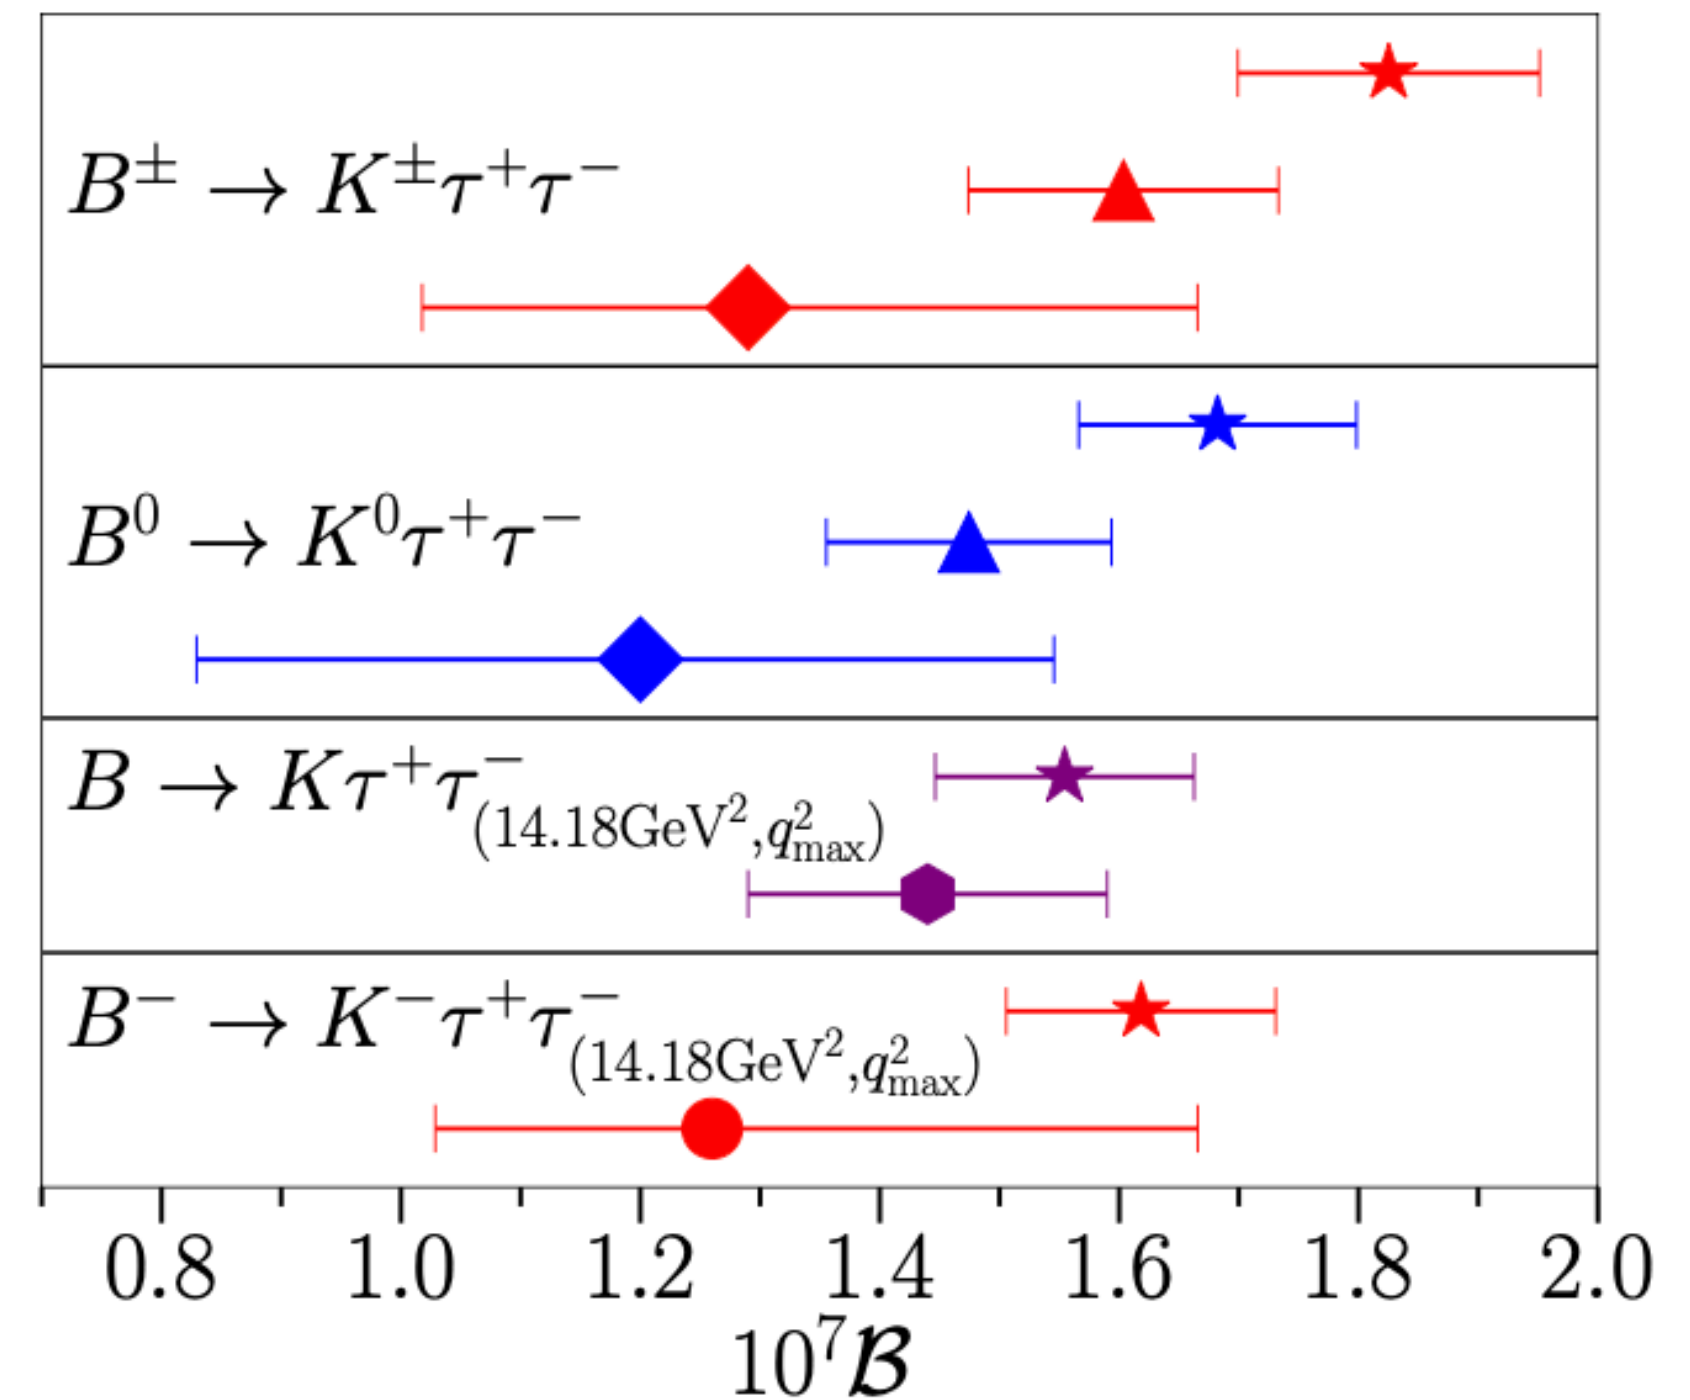 B± → K±τ+τ−
B0 → K0τ+τ−
B → Kτ+τ−(14.18GeV2,q2max)
B− → K−τ+τ−(14.18GeV2,q2max)
0.8 1.0 1.2 1.4 1.6 1.8 2.0
107ℬ